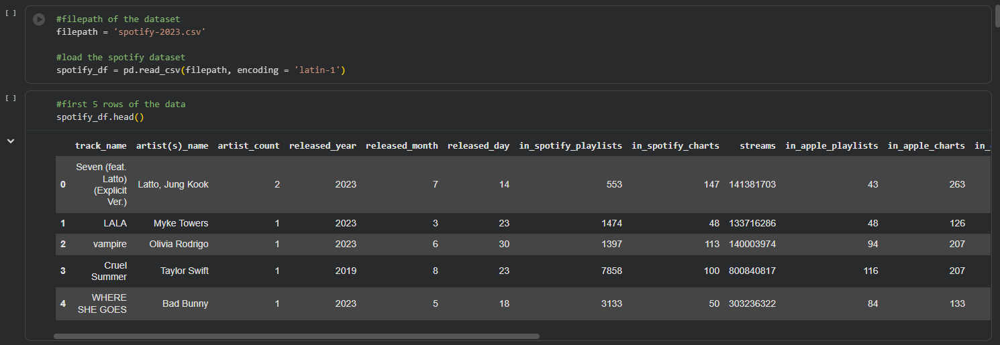 [ ]
#filepath of the dataset
filepath = 'spotify-2023.csv'
#load the spotify dataset
spotify_df = pd.read_csv(filepath, encoding = 'latin-1')
[ ]
#first 5 rows of the data
spotify_df.head()
track_name artist(s)_name artist_count released_year released_month released_day in_spotify_playlists in_spotify_charts streams in_apple_playlists in_apple_charts in_
Seven (feat.
Latto)
0 (Explicit Latto, Jung Kook 2 2023 7 14 553 147 141381703 43 263
Ver.)
1 LALA Myke Towers 1 2023 3 23 1474 48 133716286 48 126
2 vampire Olivia Rodrigo 1 2023 6 30 1397 113 140003974 94 207
3 Cruel Taylor Swift 1 2019 8 23 7858 100 800840817 116 207
Summer
4 WHERE Bad Bunny 1 2023 5 18 3133 50 303236322 84 133
SHE GOES